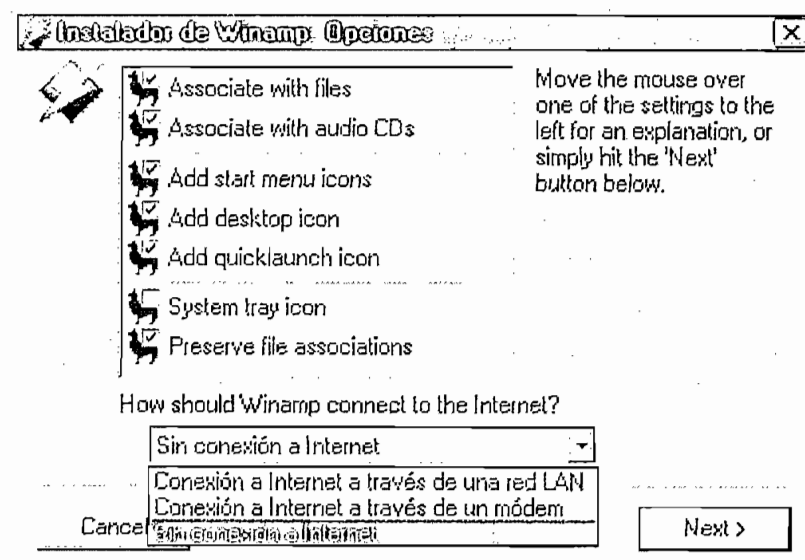 Instalador de Winamp: Opciones
Associate with files
Associate with audio CDs
Add start menu icons
Add desktop icon
Add quicklaunch icon
System tray icon
Preserve file associations
Move the mouse over
one of the settings to the
left for an explanation, or
simply hit the 'Next'
button below.
How should Winamp connect to the Internet?
Sin conexión a Internet
Conexión a Internet a través de una red LAN
Conexión a Internet a través de un módem
Sin conexión a Internet
Cancel
Next >